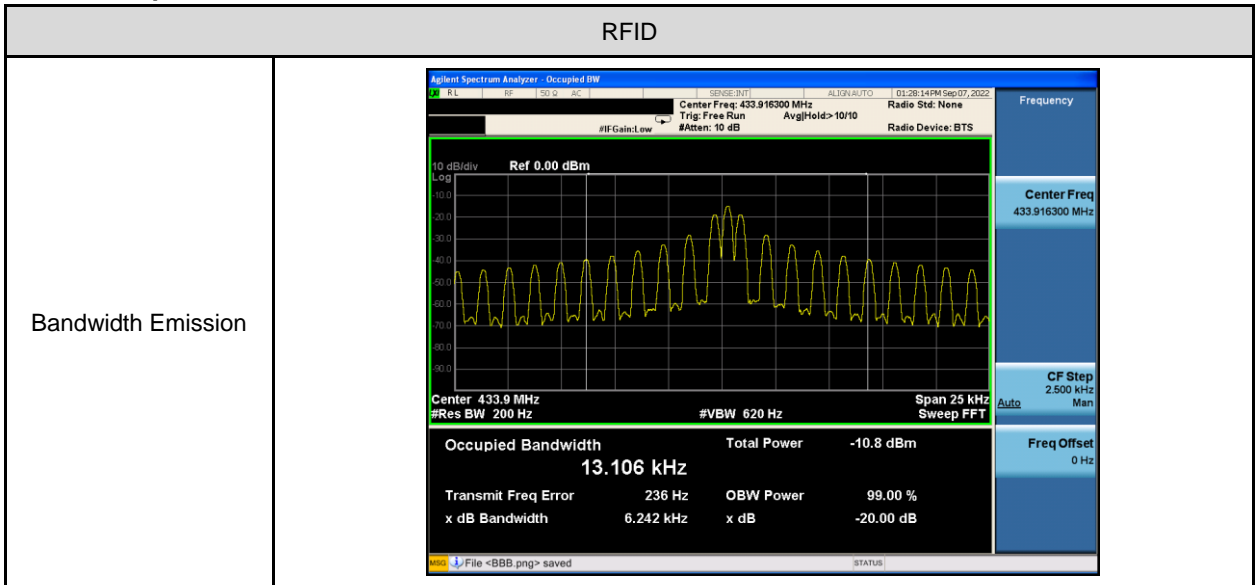 RFID
Bandwidth Emission
Agilent Spectrum Analyzer - Occupied BW
RL RF 50 Ω AC SENSE:INT ALIGN AUTO 01:28:14 PM Sep 07, 2022
Center Freq: 433.916300 MHz Radio Std: None
Trig: Free Run Avg|Hold:> 10/10
#IFGain:Low #Atten: 10 dB Radio Device: BTS
10 dB/div Ref 0.00 dBm
Log
-10.0
-20.0
-30.0
-40.0
-50.0
-60.0
-70.0
-80.0
-90.0
Center 433.9 MHz Span 25 kHz
#Res BW 200 Hz #VBW 620 Hz Sweep FFT
Occupied Bandwidth Total Power -10.8 dBm
13.106 kHz
Transmit Freq Error 236 Hz OBW Power 99.00 %
x dB Bandwidth 6.242 kHz x dB -20.00 dB
MSG File <BBB.png> saved STATUS
Frequency
Center Freq
433.916300 MHz
CF Step
2.500 kHz
Auto Man
Freq Offset
0 Hz